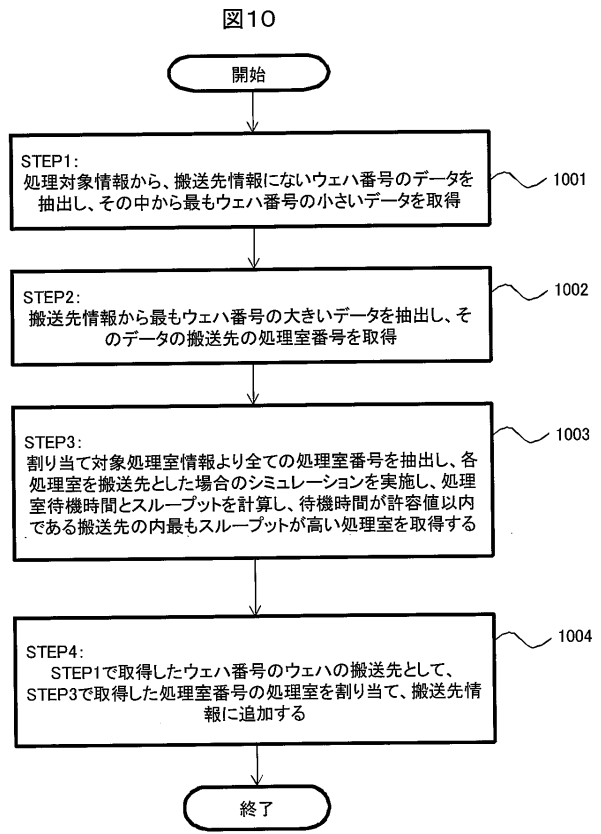 図10
開始
STEP1:
処理対象情報から、搬送先情報にないウェハ番号のデータを
抽出し、その中から最もウェハ番号の小さいデータを取得
1001
STEP2:
搬送先情報から最もウェハ番号の大きいデータを抽出し、そ
のデータの搬送先の処理室番号を取得
1002
STEP3:
割り当て対象処理室情報より全ての処理室番号を抽出し、各
処理室を搬送先とした場合のシミュレーションを実施し、処理
室待機時間とスループットを計算し、待機時間が許容値以内
である搬送先の内最もスループットが高い処理室を取得する
1003
STEP4:
STEP1で取得したウェハ番号のウェハの搬送先として、
STEP3で取得した処理室番号の処理室を割り当て、搬送先情
報に追加する
1004
終了